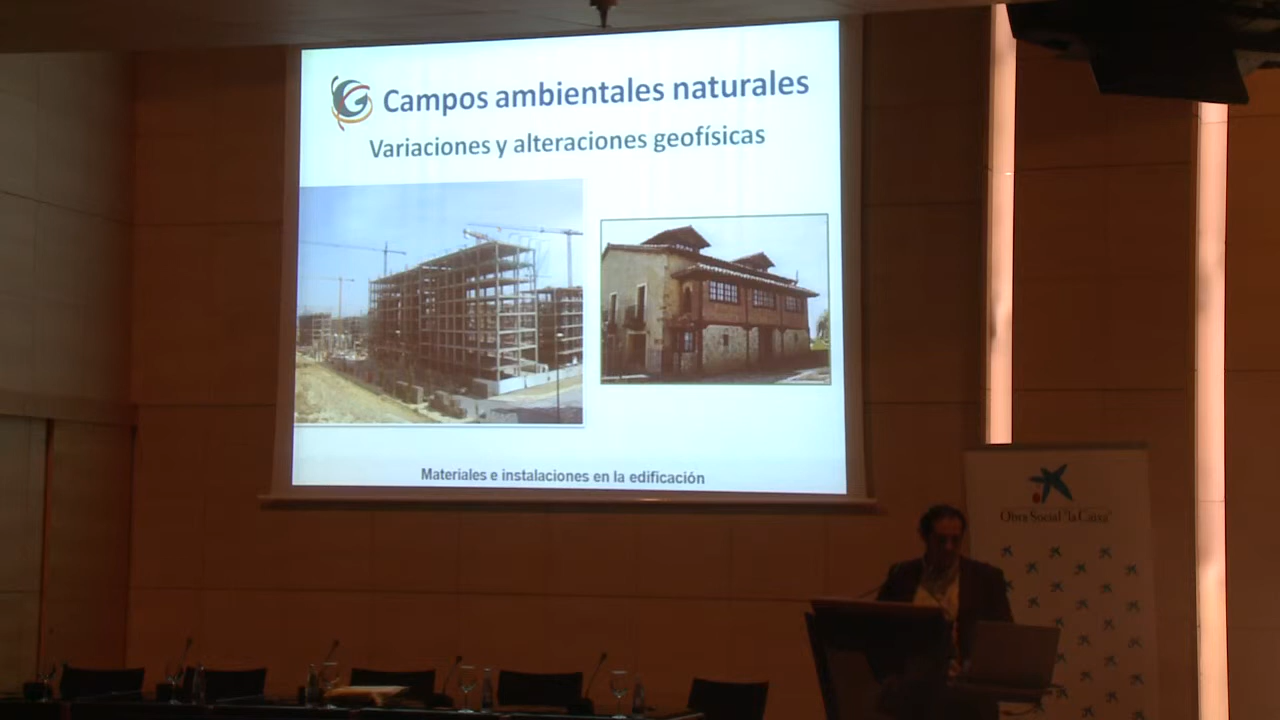 Campos ambientales naturales
Variaciones y alteraciones geofísicas
Materiales e instalaciones en la edificación
Obra Social "la Caixa"